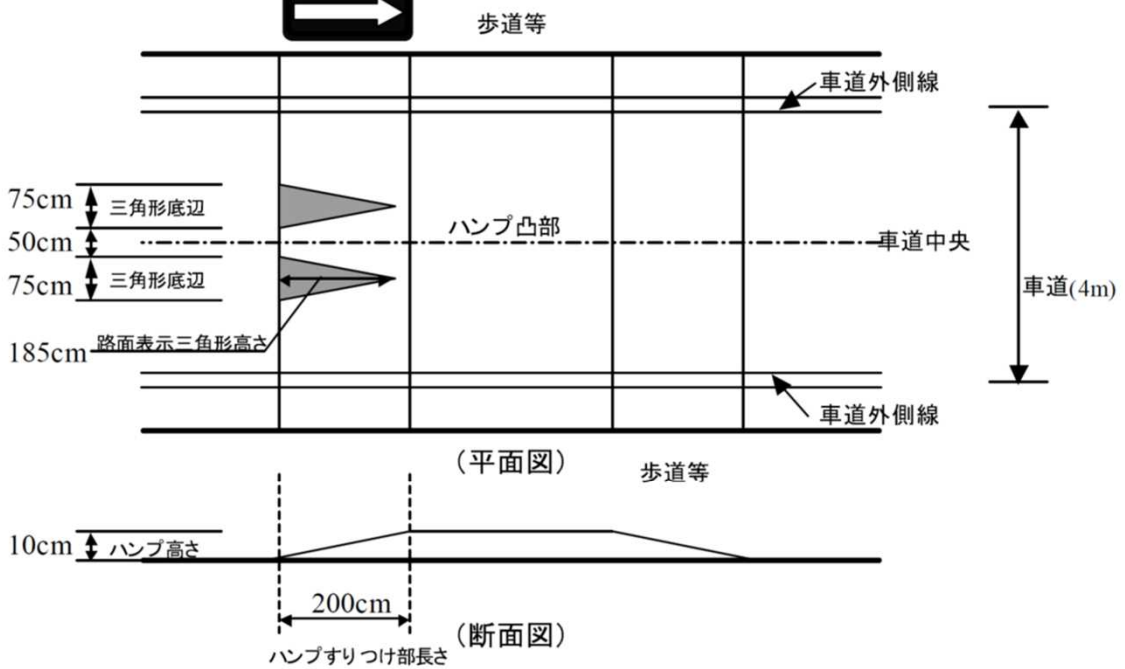 歩道等
車道外側線
75cm 三角形底辺
ハンプ凸部
50cm
車道中央
75cm 三角形底辺
車道(4m)
185cm 路面表示三角形高さ
車道外側線
(平面図)
歩道等
10cm ハンプ高さ
200cm
(断面図)
ハンプすりつけ部長さ